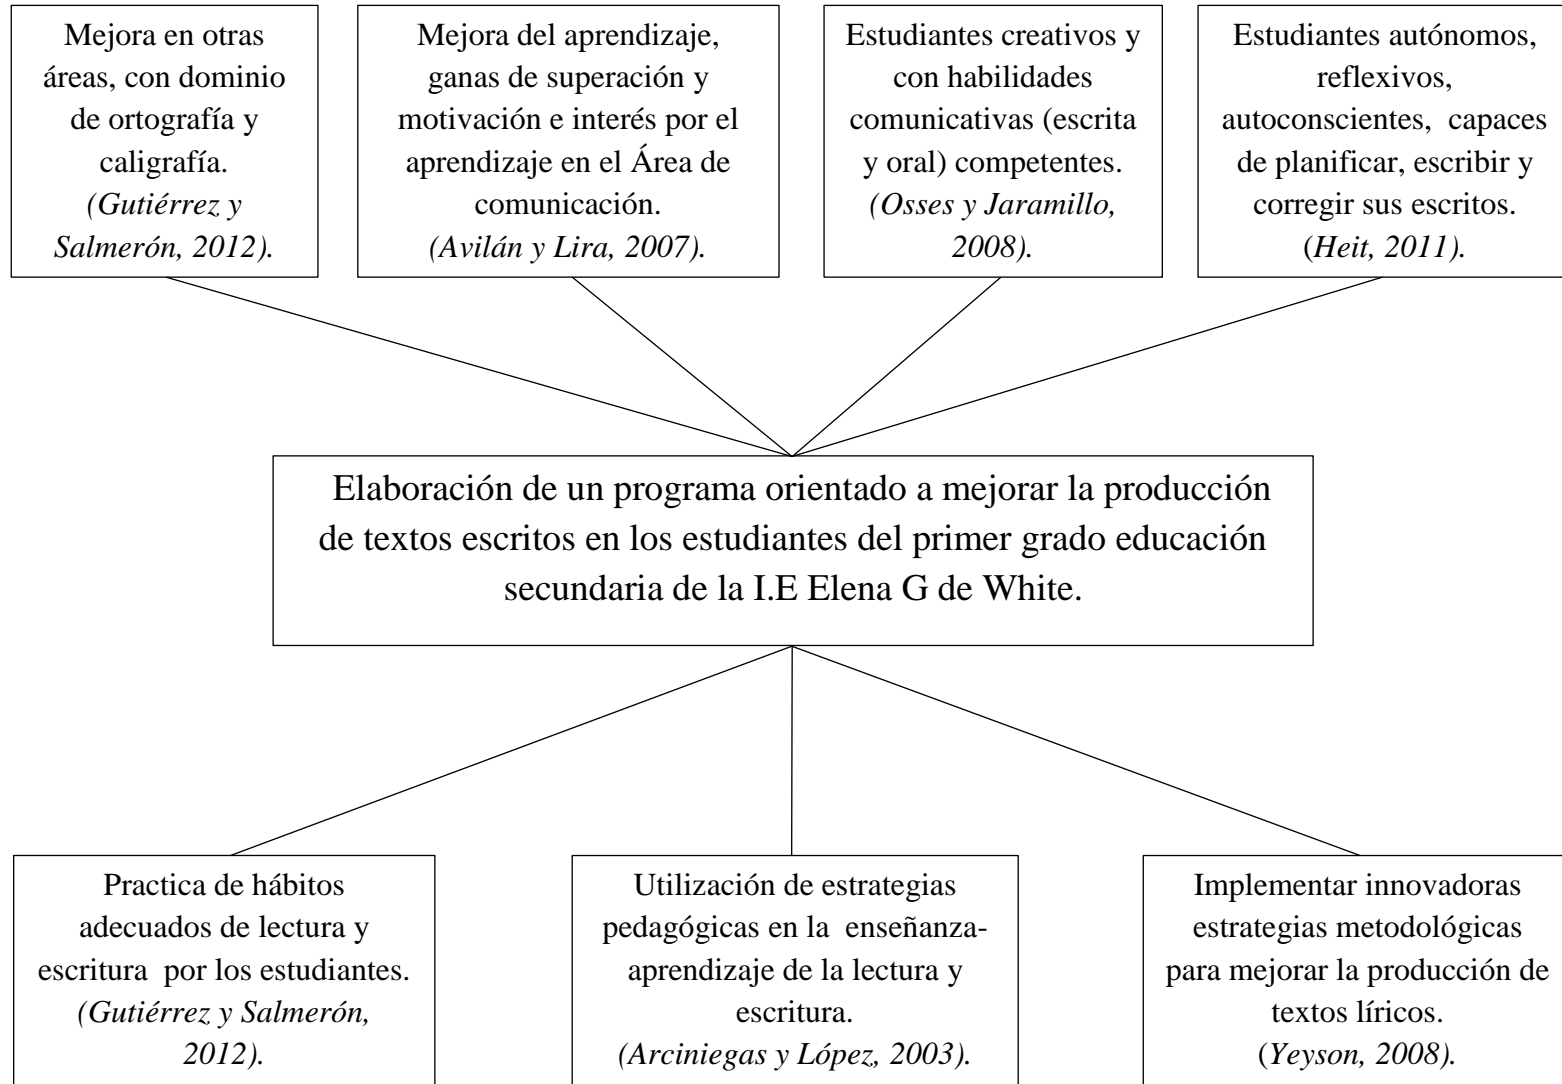 Mejora en otras
áreas, con dominio
de ortografía y
caligrafía.
(Gutiérrez y
Salmerón, 2012).
Mejora del aprendizaje,
ganas de superación y
motivación e interés por el
aprendizaje en el Área de
comunicación.
(Avilán y Lira, 2007).
Estudiantes creativos y
con habilidades
comunicativas (escrita
y oral) competentes.
(Osses y Jaramillo,
2008).
Estudiantes autónomos,
reflexivos,
autoconscientes, capaces
de planificar, escribir y
corregir sus escritos.
(Heit, 2011).
Elaboración de un programa orientado a mejorar la producción
de textos escritos en los estudiantes del primer grado educación
secundaria de la I.E Elena G de White.
Practica de hábitos
adecuados de lectura y
escritura por los estudiantes.
(Gutiérrez y Salmerón,
2012).
Utilización de estrategias
pedagógicas en la enseñanza-
aprendizaje de la lectura y
escritura.
(Arciniegas y López, 2003).
Implementar innovadoras
estrategias metodológicas
para mejorar la producción de
textos líricos.
(Yeyson, 2008).